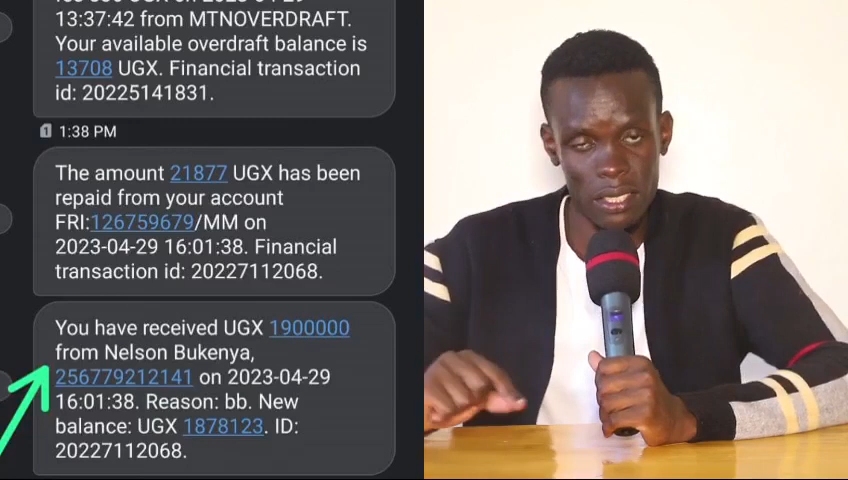 13:37:42 from MTNOVERDRAFT.
Your available overdraft balance is
13708 UGX. Financial transaction
id: 20225141831.
1:38 PM
The amount 21877 UGX has been
repaid from your account
FRI:126759679/MM on
2023-04-29 16:01:38. Financial
transaction id: 20227112068.
You have received UGX 1900000
from Nelson Bukenya,
256779212141 on 2023-04-29
16:01:38. Reason: bb. New
balance: UGX 1878123. ID:
20227112068.